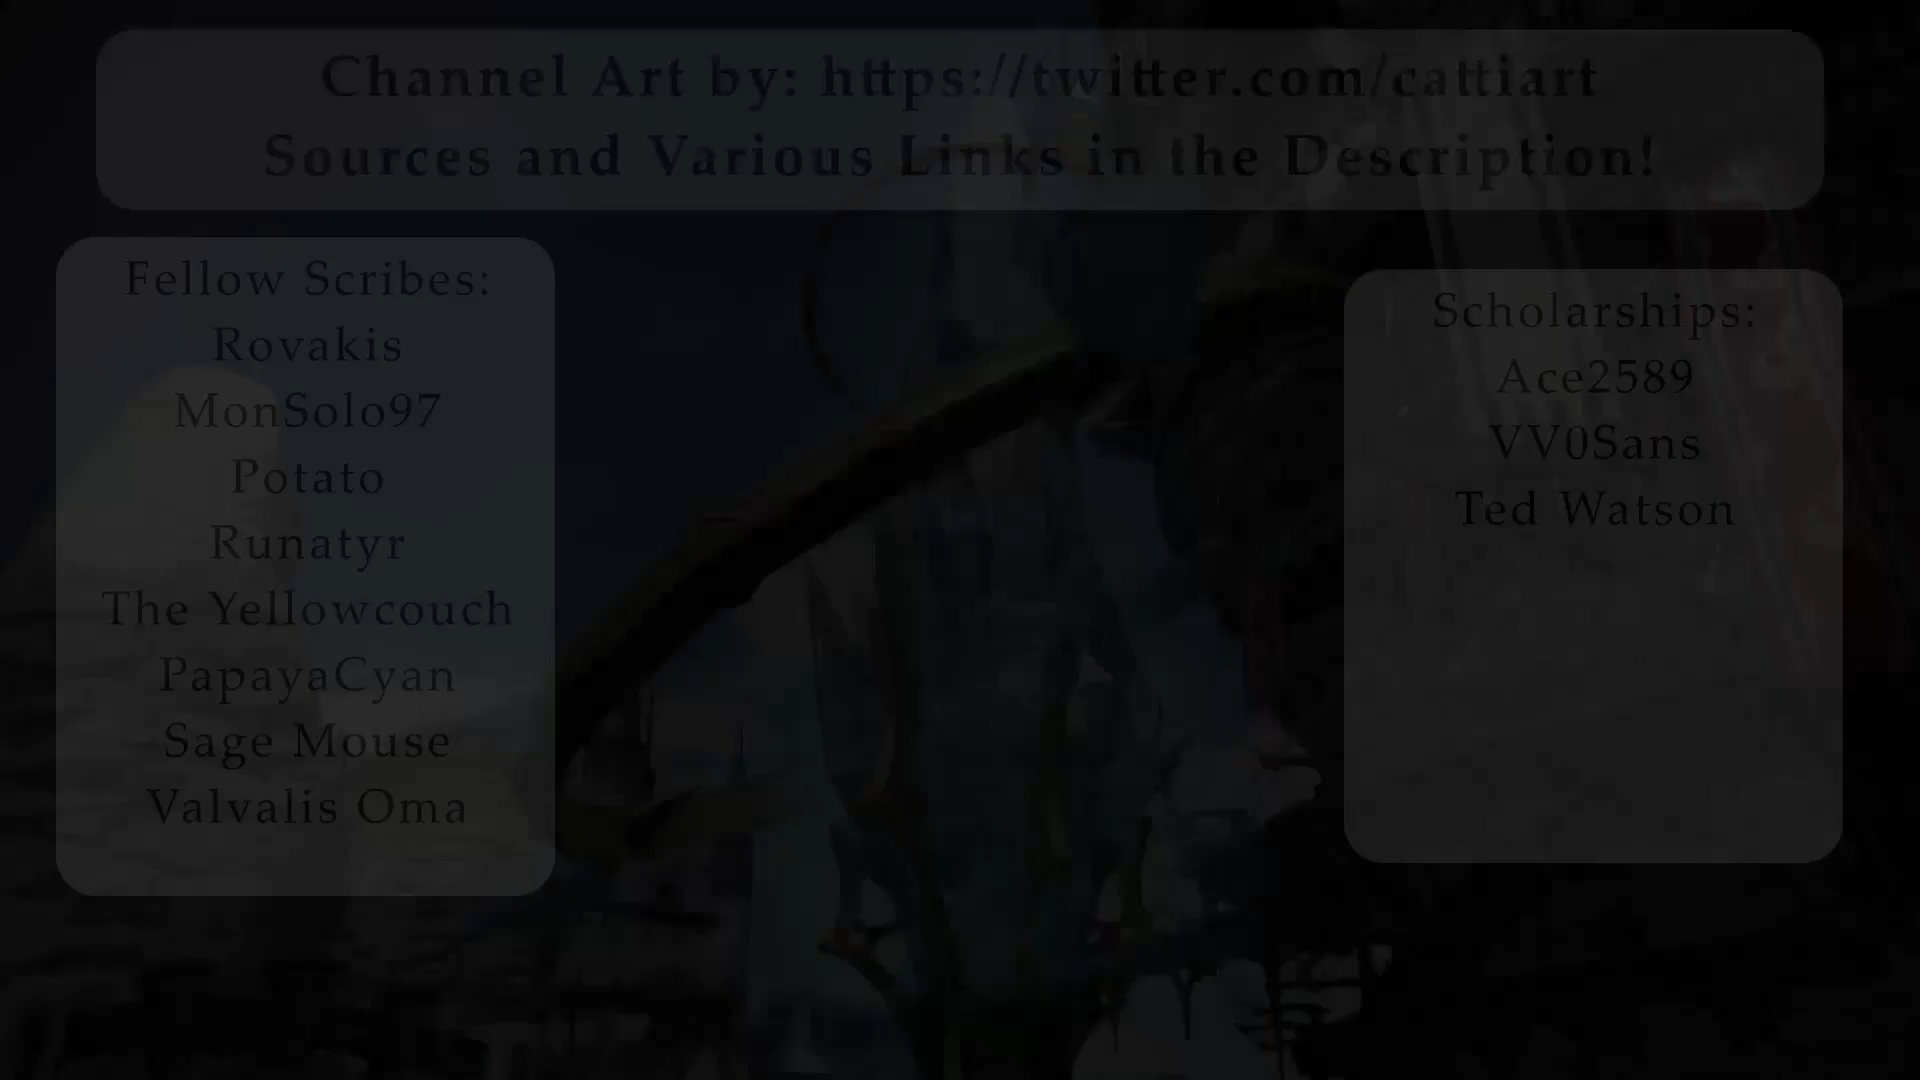 Channel Art by: https://twitter.com/cattiart
Sources and Various Links in the Description!
Fellow Scribes:
Rovakis
MonSolo97
Potato
Runatyr
The Yellowcouch
PapayaCyan
Sage Mouse
Valvalis Oma
Scholarships:
Ace2589
VV0Sans
Ted Watson